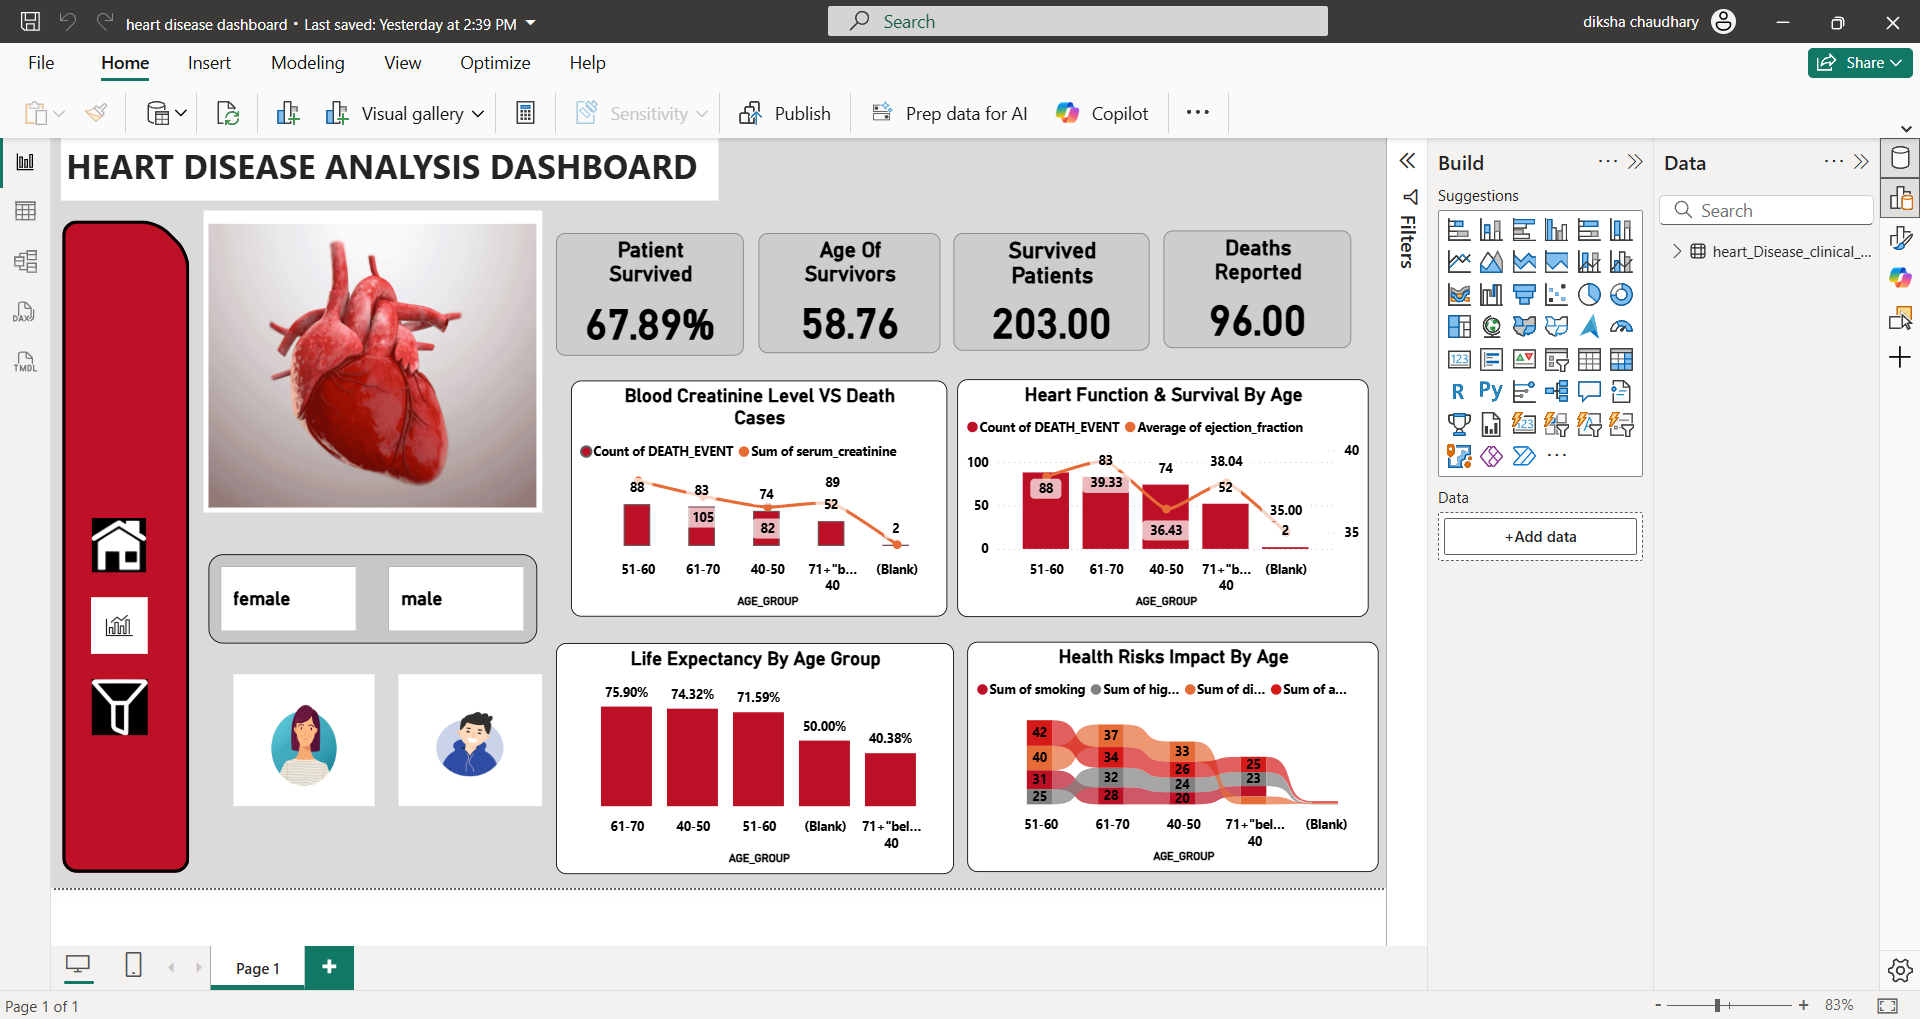 heart disease dashboard • Last saved: Yesterday at 2:39 PM
Search
diksha chaudhary
File
Home
Insert
Modeling
View
Optimize
Help
Share
Visual gallery
Sensitivity
Publish
Prep data for AI
Copilot
HEART DISEASE ANALYSIS DASHBOARD
Patient
Survived
67.89%
Age Of
Survivors
58.76
Survived
Patients
203.00
Deaths
Reported
96.00
Blood Creatinine Level VS Death
Cases
Count of DEATH_EVENT Sum of serum_creatinine
88
83
74
89
52
105
82
2
51-60 61-70 40-50 71+"b... (Blank)
40
AGE_GROUP
Heart Function & Survival By Age
Count of DEATH_EVENT Average of ejection_fraction
100
50
0
40
35
88
83
39.33
74
36.43
38.04
52
35.00
2
51-60 61-70 40-50 71+"b... (Blank)
40
AGE_GROUP
female
male
Life Expectancy By Age Group
75.90%
74.32%
71.59%
50.00%
40.38%
61-70 40-50 51-60 (Blank) 71+"bel...
40
AGE_GROUP
Health Risks Impact By Age
Sum of smoking Sum of hig... Sum of di... Sum of a...
42
40
31
25
37
34
32
28
33
26
24
20
25
23
51-60 61-70 40-50 71+"bel... (Blank)
40
AGE_GROUP
Filters
Build
Suggestions
123
R Py
123
Data
+Add data
Data
Search
heart_Disease_clinical_...
DAX
TMDL
Page 1
Page 1 of 1
- + 83%